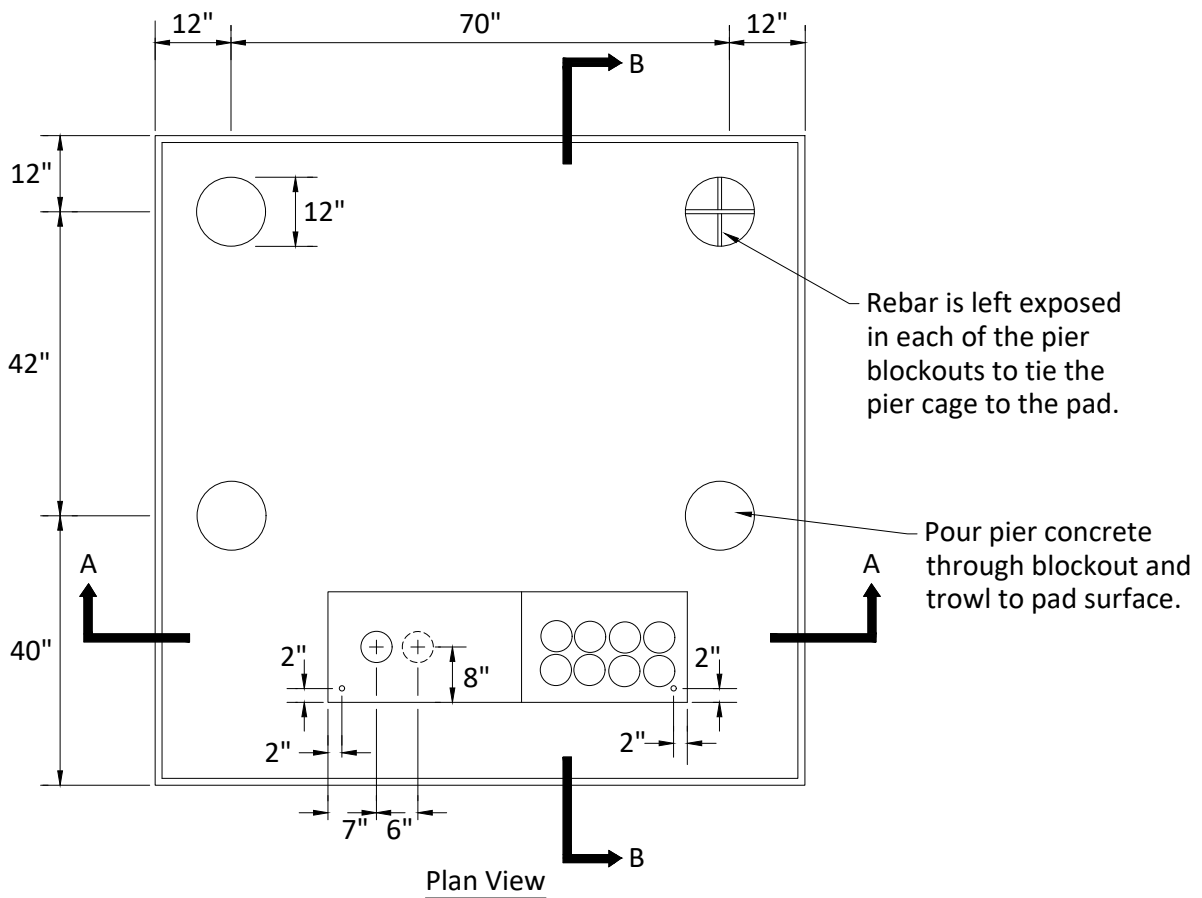 12"
70"
12"
B
12"
12"
42"
Rebar is left exposed
in each of the pier
blockouts to tie the
pier cage to the pad.
Pour pier concrete
through blockout and
trowl to pad surface.
A
A
40"
2"
8"
2"
2"
2"
7"
6"
B
Plan View